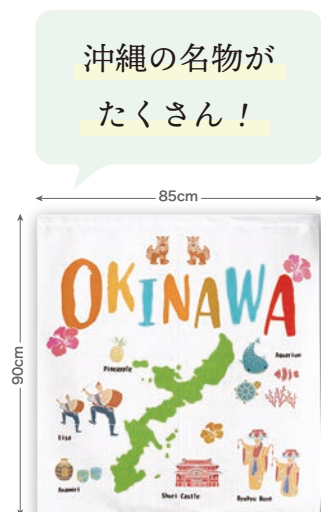 沖縄の名物が
たくさん！
85cm
90cm
OKINAWA
Pineapple
Aquarium
Eisa
Awamori
Shuri Castle
Ryukyu Buyo